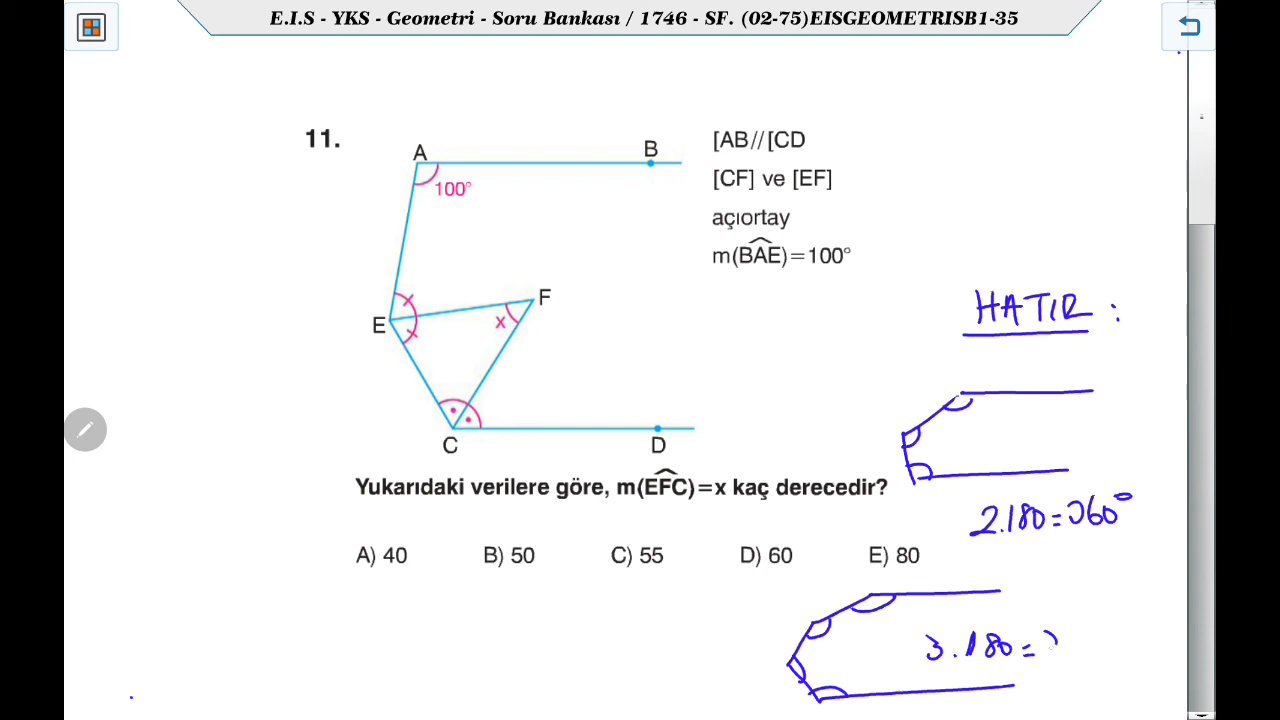 E.I.S - YKS - Geometri - Soru Bankası / 1746 - SF. (02-75)EISGEOMETRISB1-35
11.
A
B
100°
[AB//[CD
[CF] ve [EF]
açıortay
m(BAE)=100°
E
F
x
C
D
HATIR :
2.180=360°
Yukarıdaki verilere göre, m(EFC)=x kaç derecedir?
A) 40
B) 50
C) 55
D) 60
E) 80
3.180=